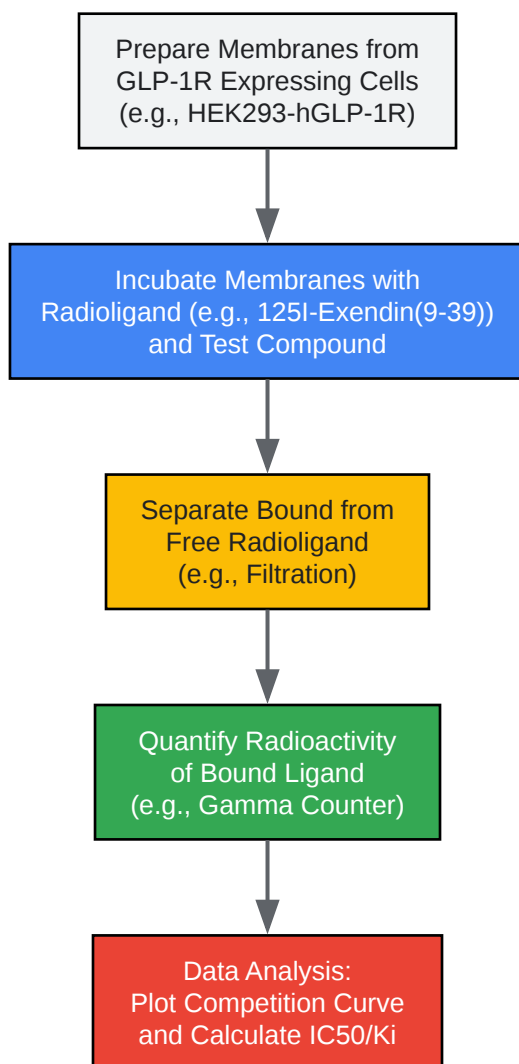 Prepare Membranes from
GLP-1R Expressing Cells
(e.g., HEK293-hGLP-1R)
Incubate Membranes with
Radioligand (e.g., 125I-Exendin(9-39))
and Test Compound
Separate Bound from
Free Radioligand
(e.g., Filtration)
Quantify Radioactivity
of Bound Ligand
(e.g., Gamma Counter)
Data Analysis:
Plot Competition Curve
and Calculate IC50/Ki